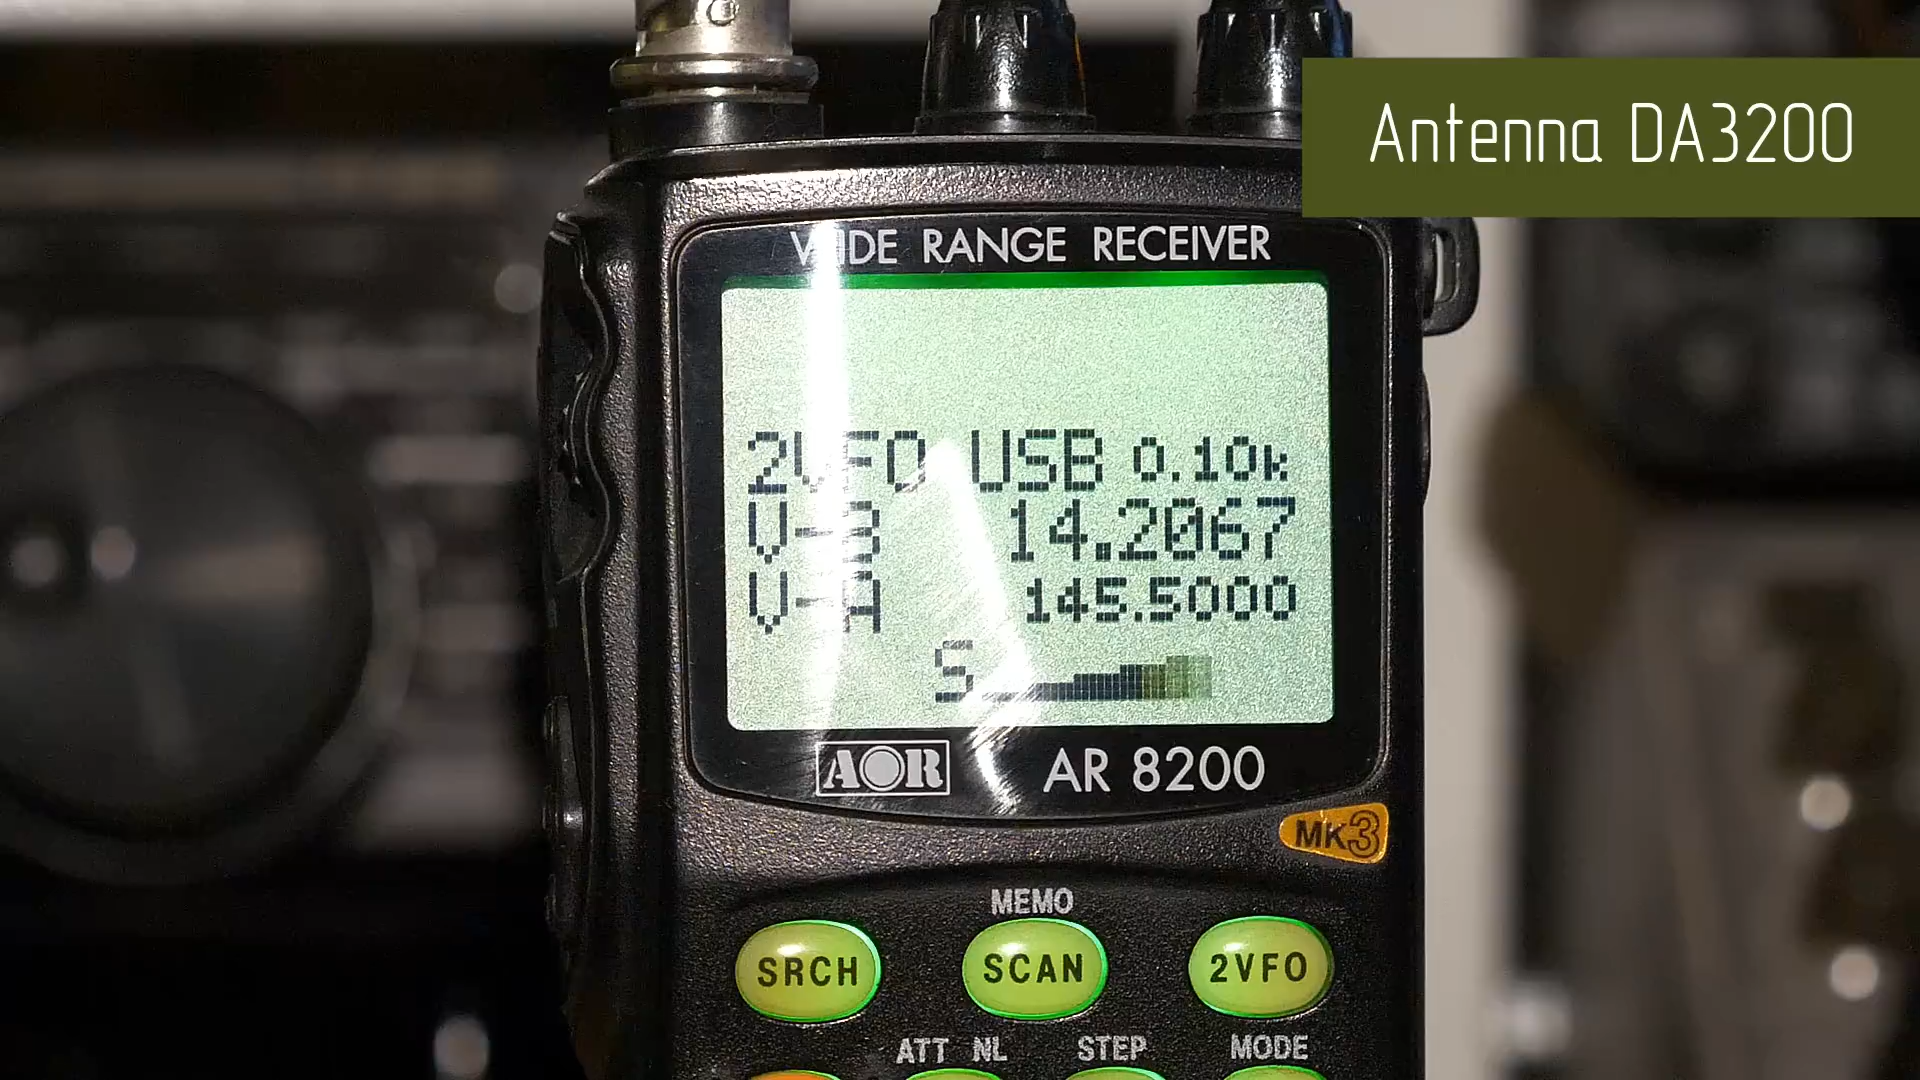 Antenna DA3200
WIDE RANGE RECEIVER
2VFO USB 0.10k
V-B 14.2067
V-A 145.5000
S
AOR AR 8200
MK3
MEMO
SRCH SCAN 2VFO
ATT NL STEP MODE